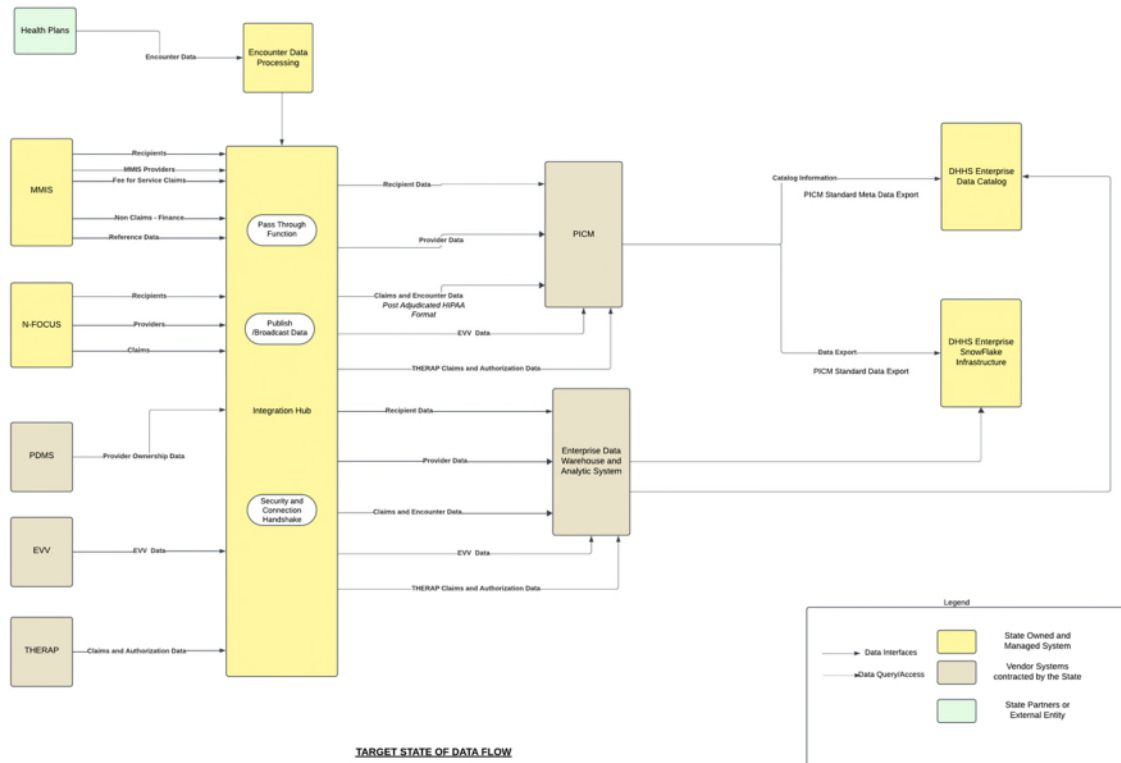 Health Plans
Encounter Data
Encounter Data
Processing
MMIS
Recipients
MMIS Providers
Fee for Service Claims
Non Claims - Finance
Reference Data
N-FOCUS
Recipients
Providers
Claims
PDMS
Provider Ownership Data
EVV
EVV Data
THERAP
Claims and Authorization Data
Pass Through
Function
Publish
/Broadcast Data
Integration Hub
Security and
Connection
Handshake
Recipient Data
Provider Data
Claims and Encounter Data
Post Adjudicated HIPAA
Format
EVV Data
THERAP Claims and Authorization Data
Recipient Data
Provider Data
Claims and Encounter Data
EVV Data
THERAP Claims and Authorization Data
PICM
Enterprise Data
Warehouse and
Analytic System
Catalog Information
PICM Standard Meta Data Export
DHHS Enterprise
Data Catalog
Data Export
PICM Standard Data Export
DHHS Enterprise
SnowFlake
Infrastructure
Legend
Data Interfaces
Data Query/Access
State Owned and
Managed System
Vendor Systems
contracted by the State
State Partners or
External Entity
TARGET STATE OF DATA FLOW